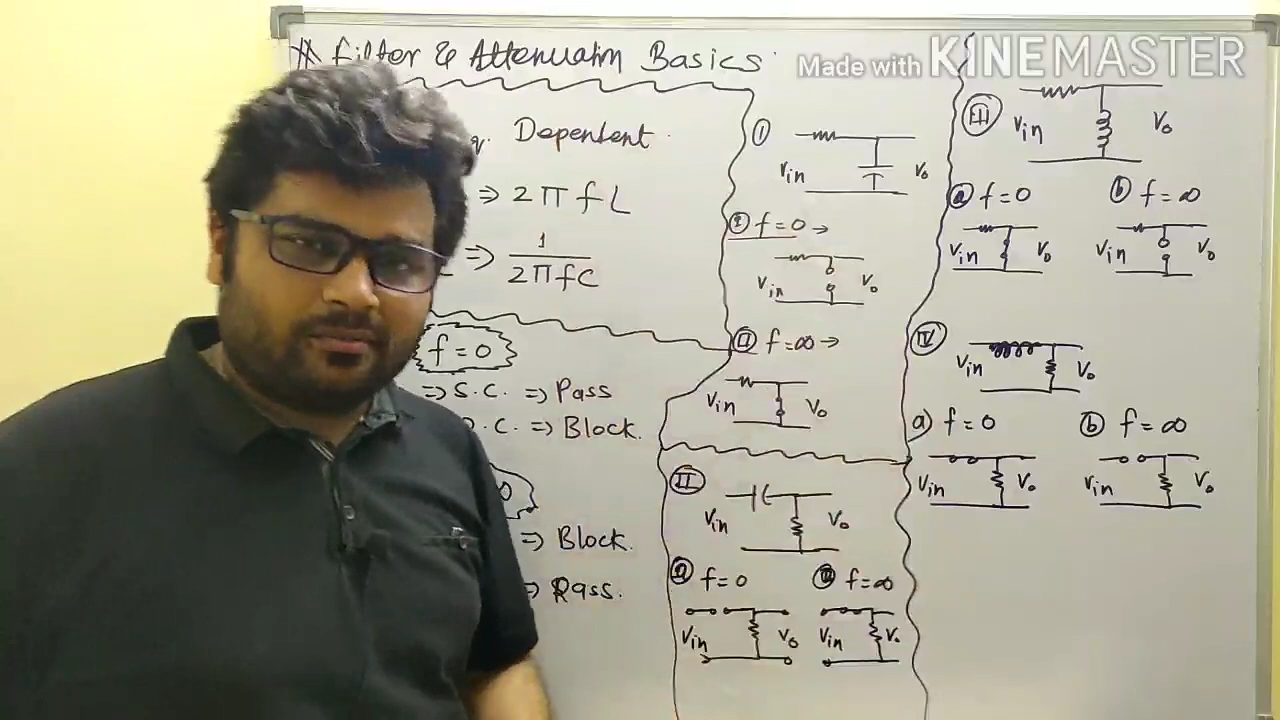 Filter & Attenuatn Basics
Made with KINEMASTER
q. Dependent
⇒ 2πfL
⇒ 1/2πfC
f = 0
⇒ S.C. ⇒ Pass
O.C. ⇒ Block.
⇒ Block.
⇒ Pass.
I
Vin Vo
I f = 0 →
Vin Vo
II f = ∞ →
Vin Vo
II
Vin Vo
a f = 0
Vin Vo
f = ∞
Vin Vo
III
Vin Vo
a f = 0
Vin Vo
b f = ∞
Vin Vo
IV
Vin Vo
a) f = 0
Vin Vo
b f = ∞
Vin Vo